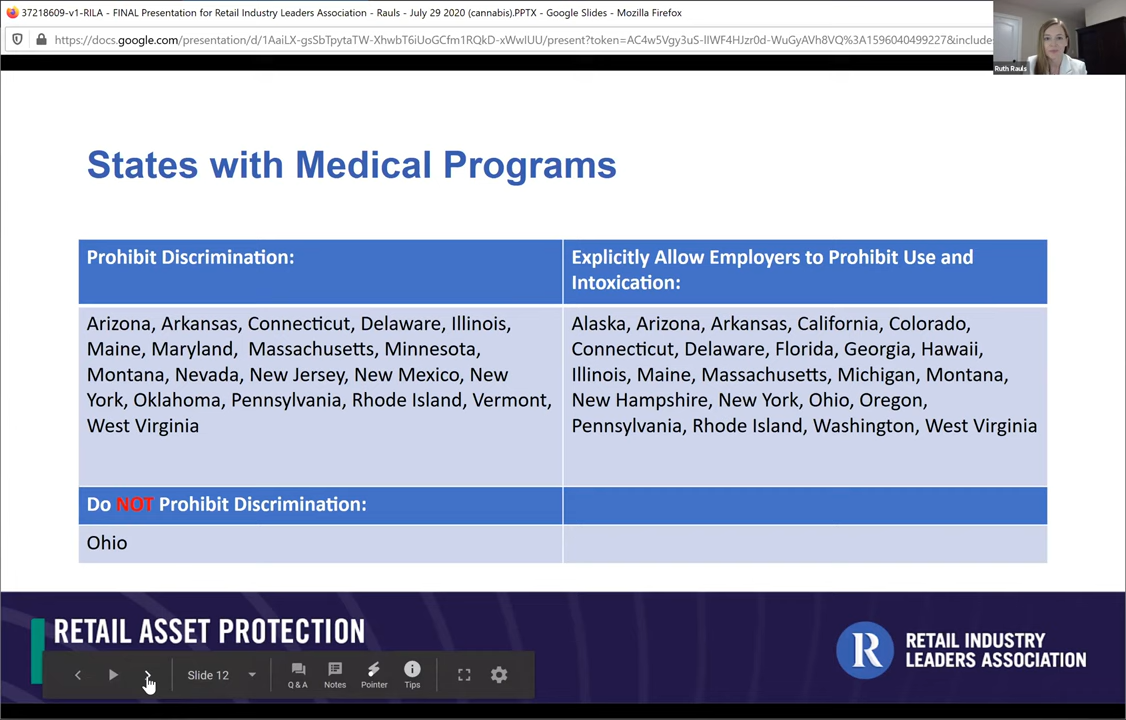 37218609-v1-RILA - FINAL Presentation for Retail Industry Leaders Association - Rauls - July 29 2020 (cannabis).PPTX - Google Slides - Mozilla Firefox
https://docs.google.com/presentation/d/1AaiLX-gsSbTpytaTW-XhwbT6iUoGCfm1RQkD-xWwIUU/present?token=AC4w5Vgy3uS-lIWF4HJzr0d-WuGyAVh8VQ%3A1596040499227&include
Ruth Rauls
States with Medical Programs
Prohibit Discrimination:
Explicitly Allow Employers to Prohibit Use and
Intoxication:
Arizona, Arkansas, Connecticut, Delaware, Illinois,
Maine, Maryland,  Massachusetts, Minnesota,
Montana, Nevada, New Jersey, New Mexico, New
York, Oklahoma, Pennsylvania, Rhode Island, Vermont,
West Virginia
Alaska, Arizona, Arkansas, California, Colorado,
Connecticut, Delaware, Florida, Georgia, Hawaii,
Illinois, Maine, Massachusetts, Michigan, Montana,
New Hampshire, New York, Ohio, Oregon,
Pennsylvania, Rhode Island, Washington, West Virginia
Do NOT Prohibit Discrimination:
Ohio
RETAIL ASSET PROTECTION
R
RETAIL INDUSTRY
LEADERS ASSOCIATION
Slide 12
Q & A
Notes
Pointer
Tips